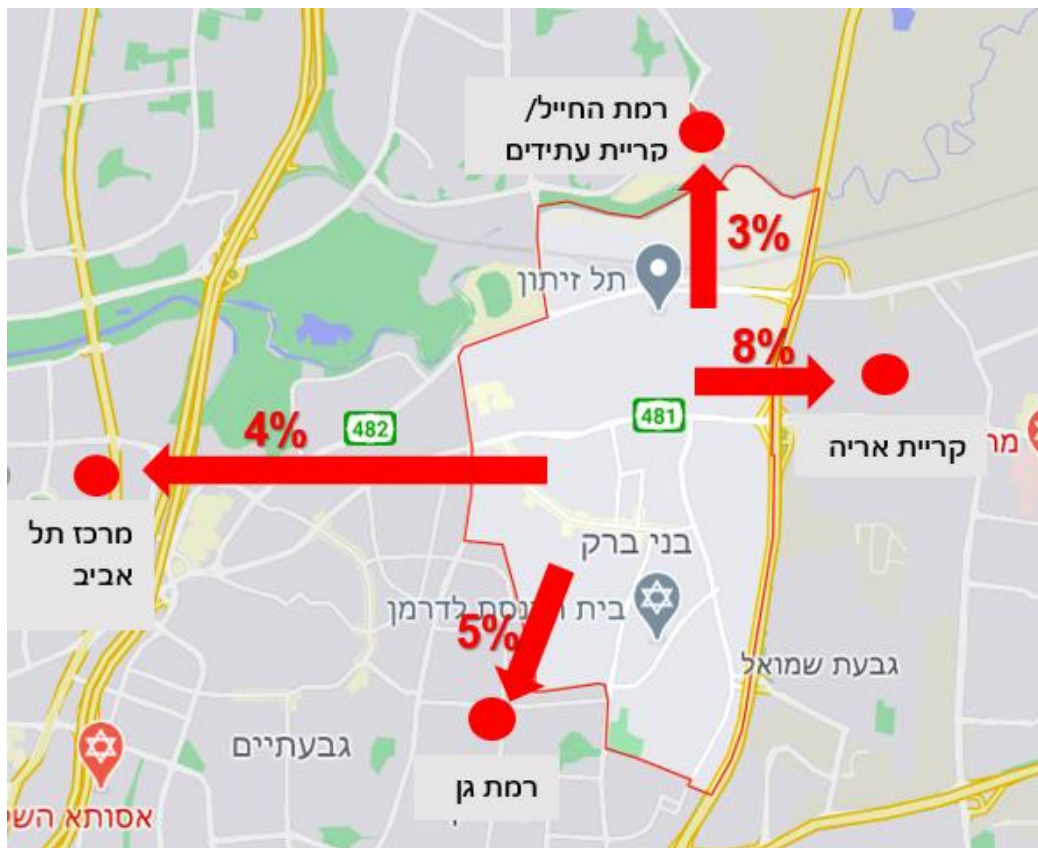 רמת החייל/
קריית עתידים
3%
תל זיתון
8%
קריית אריה
481
482
4%
מרכז תל
אביב
בני ברק
בית
לדרמן
5%
גבעת שמואל
רמת גן
גבעתיים
אסותא